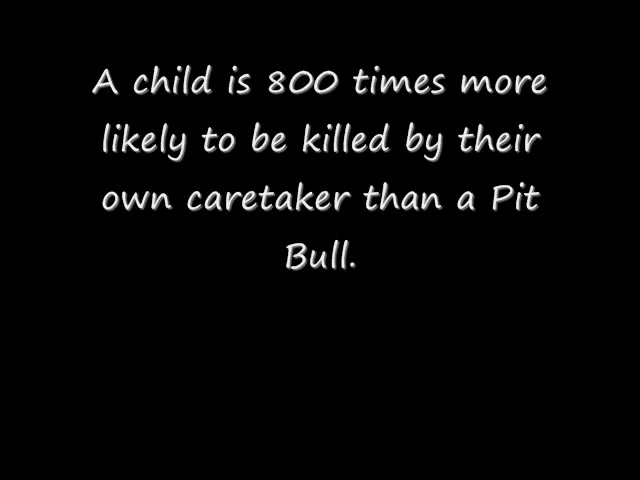 A child is 800 times more
likely to be killed by their
own caretaker than a Pit
Bull.